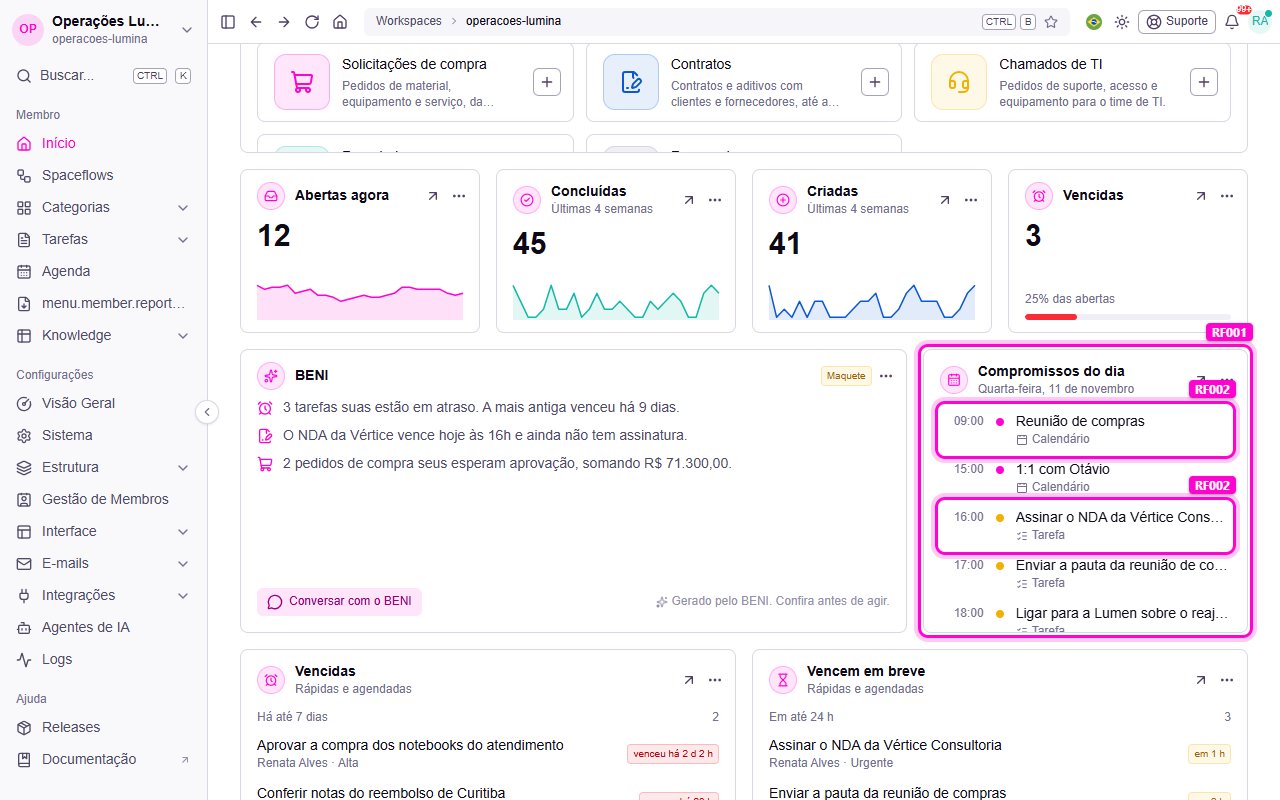 OP
Operações Lu...
operacoes-lumina
Buscar...
CTRL
K
Membro
Início
Spaceflows
Categorias
Tarefas
Agenda
menu.member.report...
Knowledge
Configurações
Visão Geral
Sistema
Estrutura
Gestão de Membros
Interface
E-mails
Integrações
Agentes de IA
Logs
Ajuda
Releases
Documentação
Workspaces
operacoes-lumina
CTRL
B
Suporte
99+
RA
Solicitações de compra
Pedidos de material,
equipamento e serviço, da...
Contratos
Contratos e aditivos com
clientes e fornecedores, até a...
Chamados de TI
Pedidos de suporte, acesso e
equipamento para o time de TI.
Abertas agora
12
Concluídas
Últimas 4 semanas
45
Criadas
Últimas 4 semanas
41
Vencidas
3
25% das abertas
BENI
Maquete
3 tarefas suas estão em atraso. A mais antiga venceu há 9 dias.
O NDA da Vértice vence hoje às 16h e ainda não tem assinatura.
2 pedidos de compra seus esperam aprovação, somando R$ 71.300,00.
Conversar com o BENI
Gerado pelo BENI. Confira antes de agir.
RF001
Compromissos do dia
Quarta-feira, 11 de novembro
RF002
09:00
Reunião de compras
Calendário
15:00
1:1 com Otávio
Calendário
RF002
16:00
Assinar o NDA da Vértice Cons...
Tarefa
17:00
Enviar a pauta da reunião de co...
Tarefa
18:00
Ligar para a Lumen sobre o reaj...
Tarefa
Vencidas
Rápidas e agendadas
Há até 7 dias
2
Aprovar a compra dos notebooks do atendimento
Renata Alves · Alta
venceu há 2 d 2 h
Conferir notas do reembolso de Curitiba
Vencem em breve
Rápidas e agendadas
Em até 24 h
3
Assinar o NDA da Vértice Consultoria
Renata Alves · Urgente
em 1 h
Enviar a pauta da reunião de compras